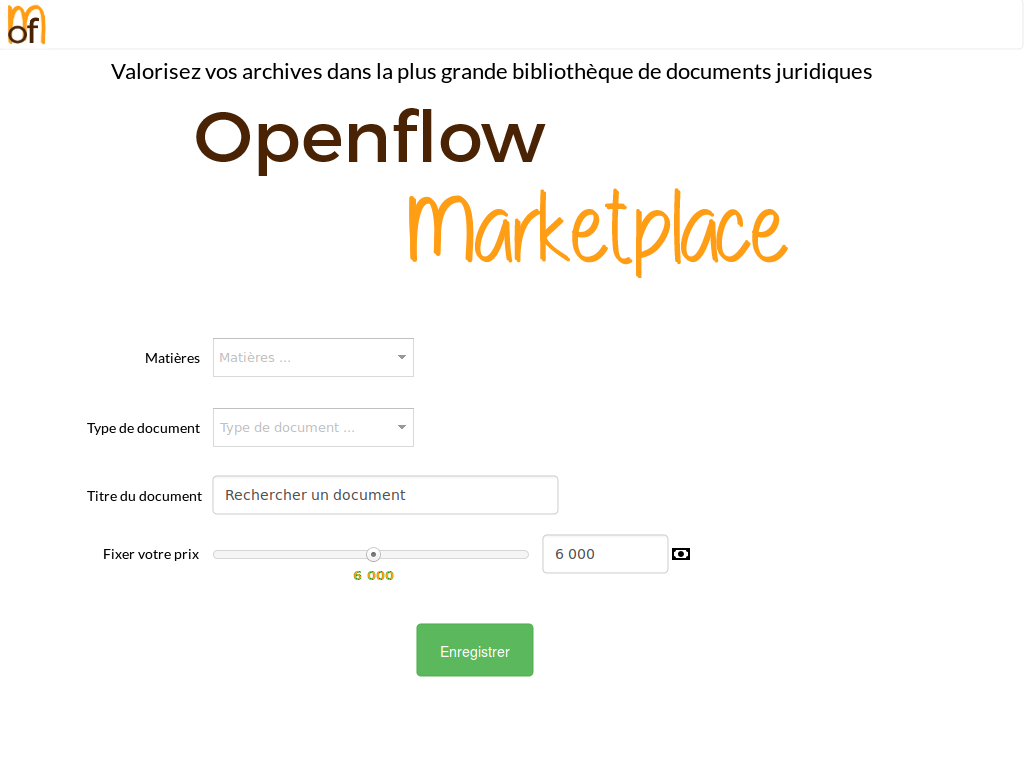 mof
Valorisez vos archives dans la plus grande bibliothèque de documents juridiques
Openflow
marketplace
Matières Matières ...
Type de document Type de document ...
Titre du document Rechercher un document
Fixer votre prix 6 000
6 000
Enregistrer